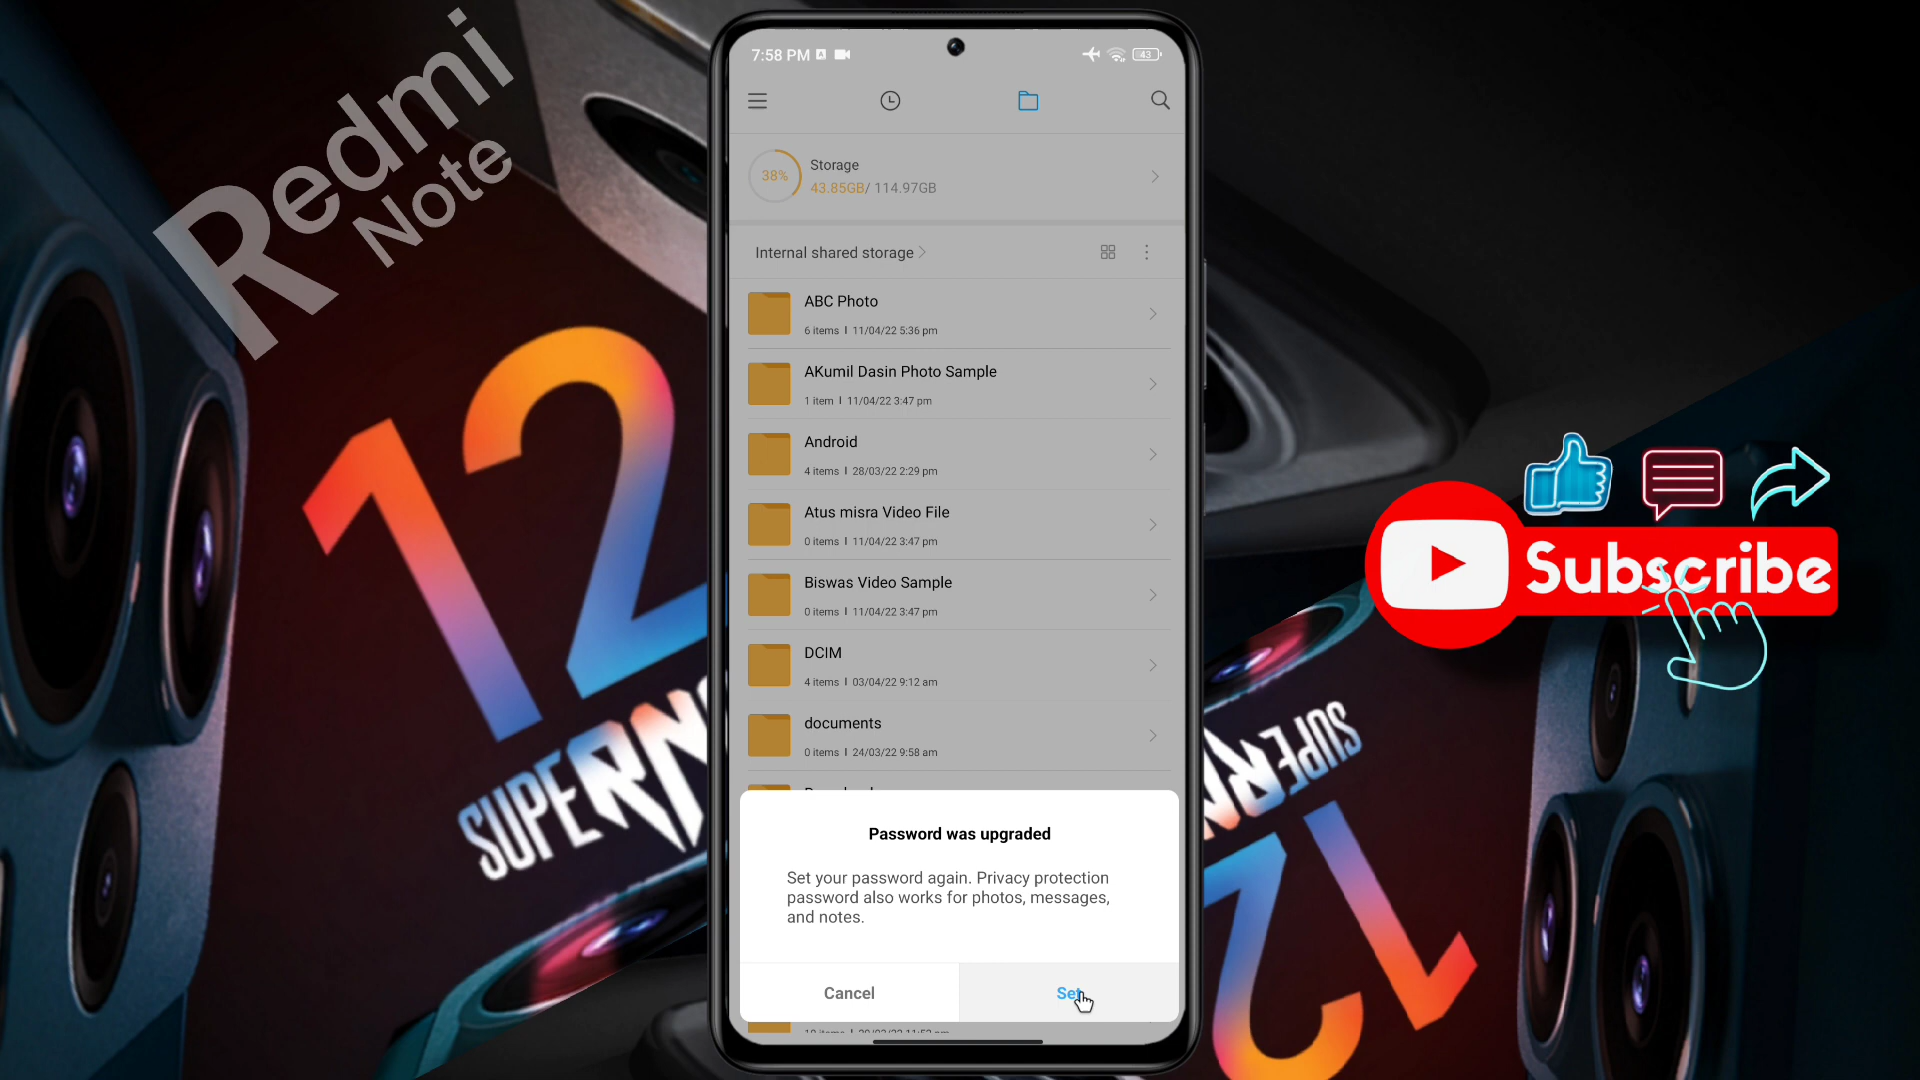 Redmi
Note
12
SUPERN
7:58 PM
43
38%
Storage
43.85GB/ 114.97GB
Internal shared storage
ABC Photo
6 items | 11/04/22 5:36 pm
AKumil Dasin Photo Sample
1 item | 11/04/22 3:47 pm
Android
4 items | 28/03/22 2:29 pm
Atus misra Video File
0 items | 11/04/22 3:47 pm
Biswas Video Sample
0 items | 11/04/22 3:47 pm
DCIM
4 items | 03/04/22 9:12 am
documents
0 items | 24/03/22 9:58 am
Password was upgraded
Set your password again. Privacy protection
password also works for photos, messages,
and notes.
Cancel
Set
Subscribe
SUPERN
12